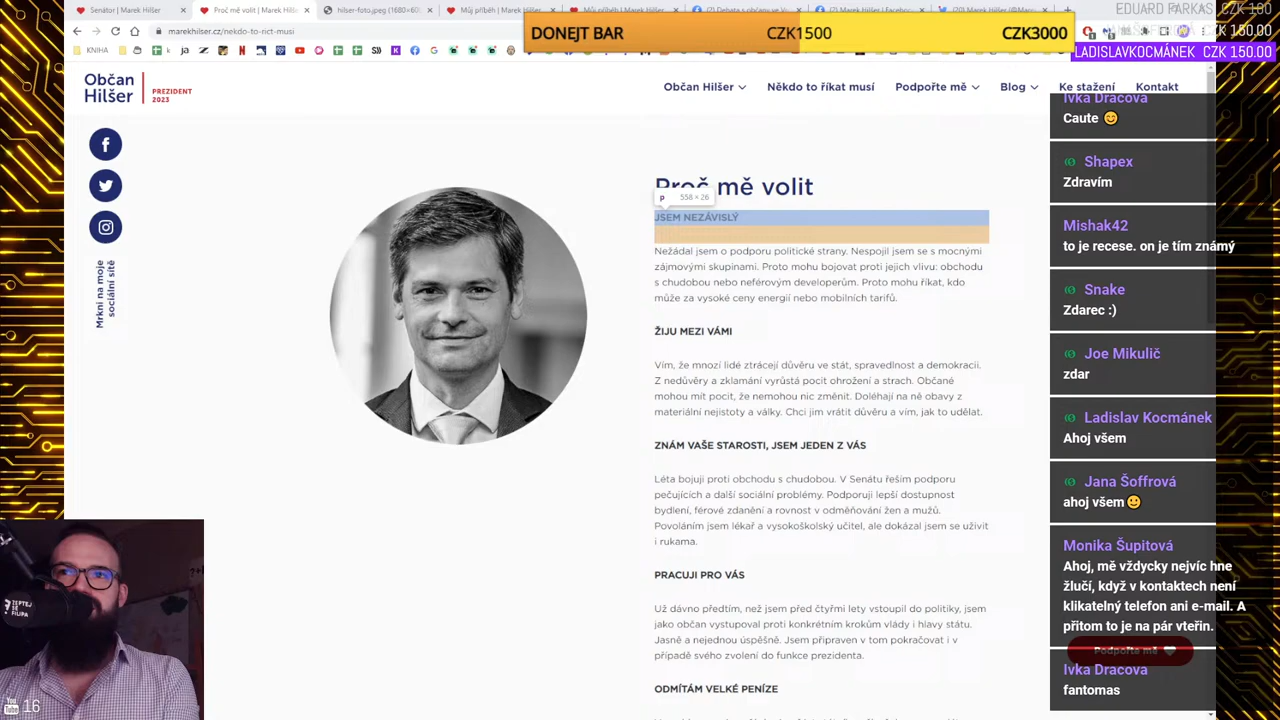 Senátor | Marek Hilšer
Proč mě volit | Marek Hilš
hilser-foto.jpeg (1680×60
Můj příběh | Marek Hilšer
Můj příběh | Marek Hilšer
Debata s občany ve V
(2) Marek Hilšer | Facebo
(20) Marek Hilšer (@Mare
EDUARD PARKAS CZK 100
marekhilser.cz/nekdo-to-rict-musi
DONEJT BAR
CZK1500
CZK3000
CZK 150.00
KNIHA
LADISLAVKOCMÁNEK CZK 150.00
Občan
Hilšer
PREZIDENT
2023
Občan Hilšer
Někdo to říkat musí
Podpořte mě
Blog
Ke stažení
Kontakt
Mrkni na moje
sociální sítě
Proč mě volit
p 558 × 26
JSEM NEZÁVISLÝ
Nežádal jsem o podporu politické strany. Nespojil jsem se s mocnými
zájmovými skupinami. Proto mohu bojovat proti jejich vlivu: obchodu
s chudobou nebo neférovým developerům. Proto mohu říkat, kdo
může za vysoké ceny energií nebo mobilních tarifů.
ŽIJU MEZI VÁMI
Vím, že mnozí lidé ztrácejí důvěru ve stát, spravedlnost a demokracii.
Z nedůvěry a zklamání vyrůstá pocit ohrožení a strach. Občané
mohou mít pocit, že nemohou nic změnit. Doléhají na ně obavy z
materiální nejistoty a války. Chci jim vrátit důvěru a vím, jak to udělat.
ZNÁM VAŠE STAROSTI, JSEM JEDEN Z VÁS
Léta bojuji proti obchodu s chudobou. V Senátu řeším podporu
pečujících a další sociální problémy. Podporuji lepší dostupnost
bydlení, férové zdanění a rovnost v odměňování žen a mužů.
Povoláním jsem lékař a vysokoškolský učitel, ale dokázal jsem se uživit
i rukama.
PRACUJI PRO VÁS
Už dávno předtím, než jsem před čtyřmi lety vstoupil do politiky, jsem
jako občan vystupoval proti konkrétním krokům vlády i hlavy státu.
Jasně a nejednou úspěšně. Jsem připraven v tom pokračovat i v
případě svého zvolení do funkce prezidenta.
ODMÍTÁM VELKÉ PENÍZE
Ivka Dracova
Caute 😊
Shapex
Zdravím
Mishak42
to je recese. on je tím známý
Snake
Zdarec :)
Joe Mikulič
zdar
Ladislav Kocmánek
Ahoj všem
Jana Šoffrová
ahoj všem🙂
Monika Šupitová
Ahoj, mě vždycky nejvíc hne
žlučí, když v kontaktech není
klikatelný telefon ani e-mail. A
přitom to je na pár vteřin.
Podpořte mě
Ivka Dracova
fantomas
ZEPTEJ
SE
FILIPA
You
Tube
16